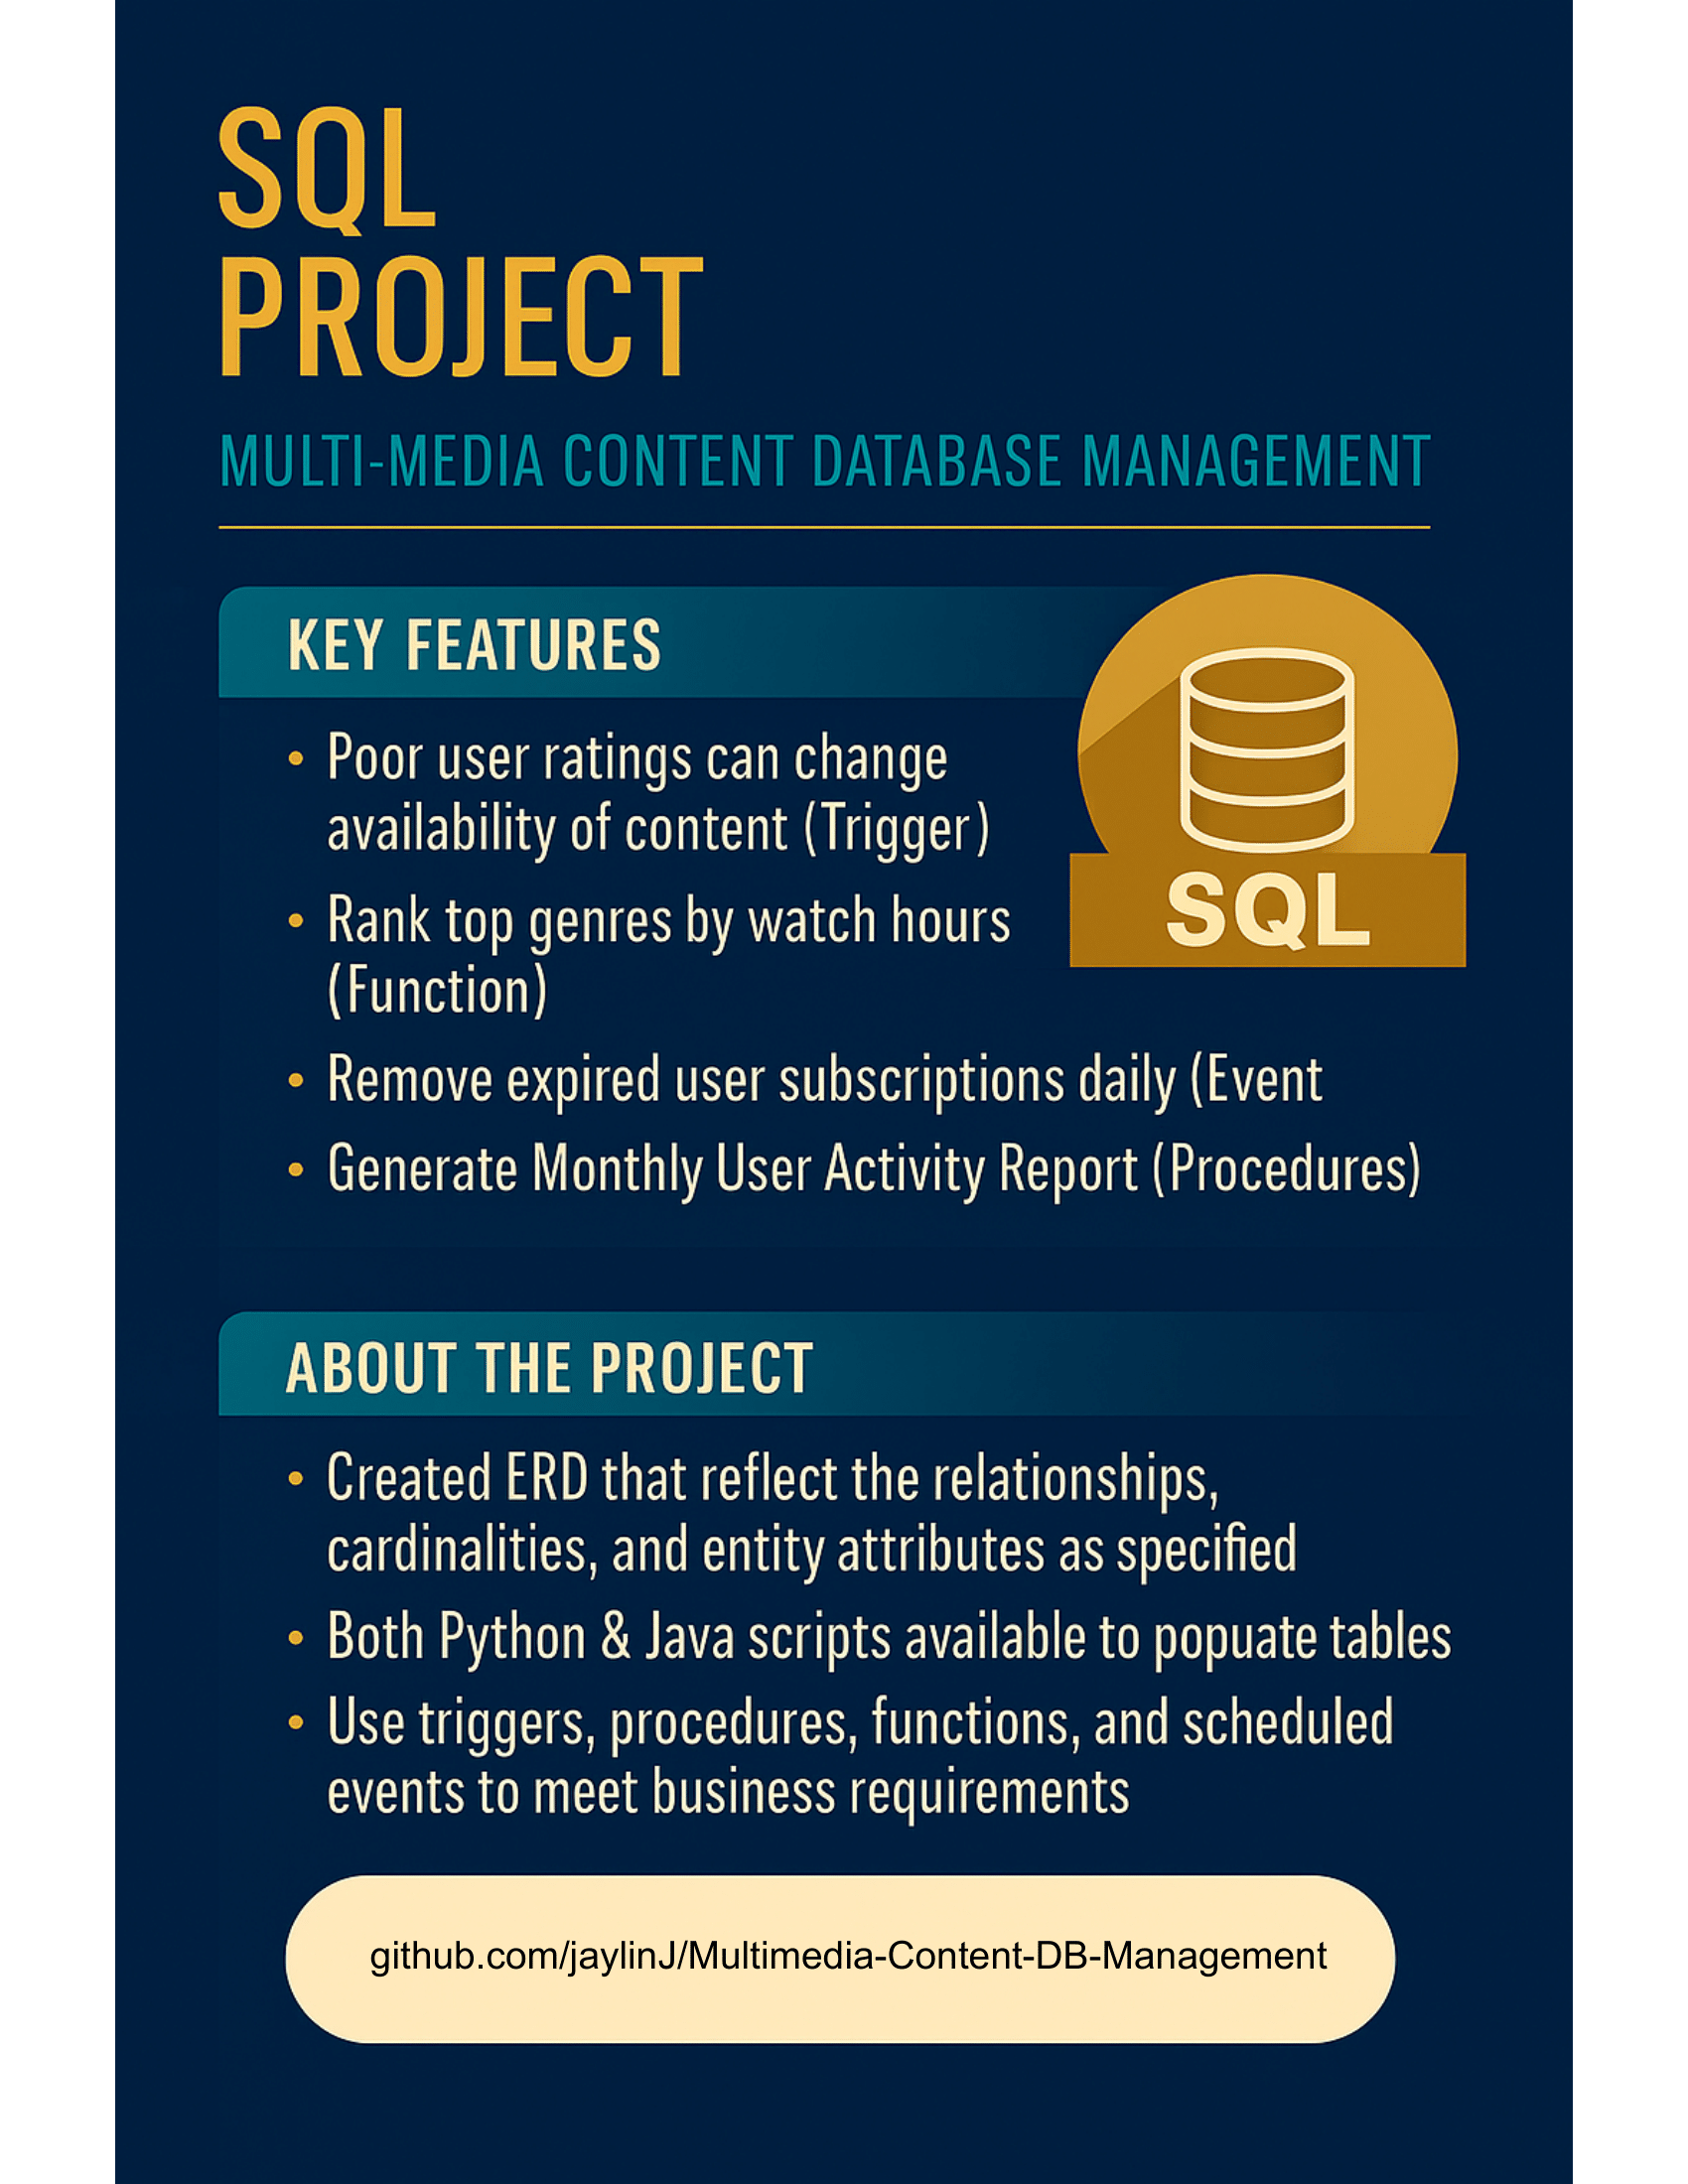 SQL
PROJECT
MULTI-MEDIA CONTENT DATABASE MANAGEMENT
KEY FEATURES
• Poor user ratings can change
availability of content (Trigger)
• Rank top genres by watch hours
(Function)
• Remove expired user subscriptions daily (Event
• Generate Monthly User Activity Report (Procedures)
SQL
ABOUT THE PROJECT
• Created ERD that reflect the relationships,
cardinalities, and entity attributes as specified
• Both Python & Java scripts available to popuate tables
• Use triggers, procedures, functions, and scheduled
events to meet business requirements
github.com/jaylinJ/Multimedia-Content-DB-Management